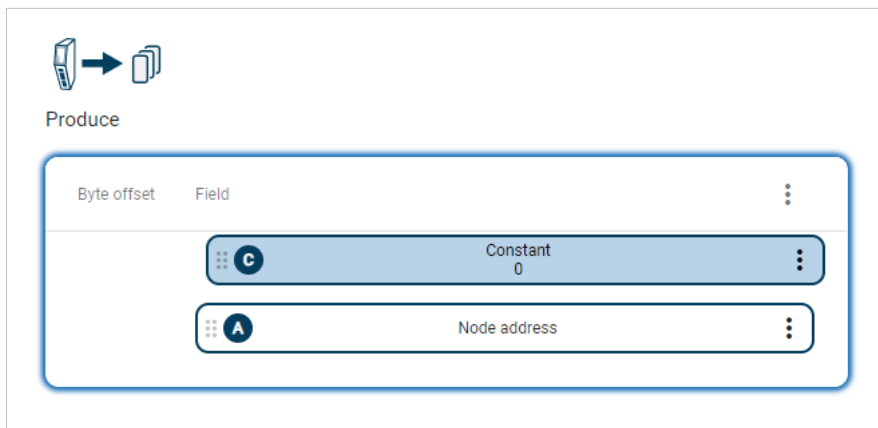 Produce
Byte offset Field
C Constant
0
A Node address